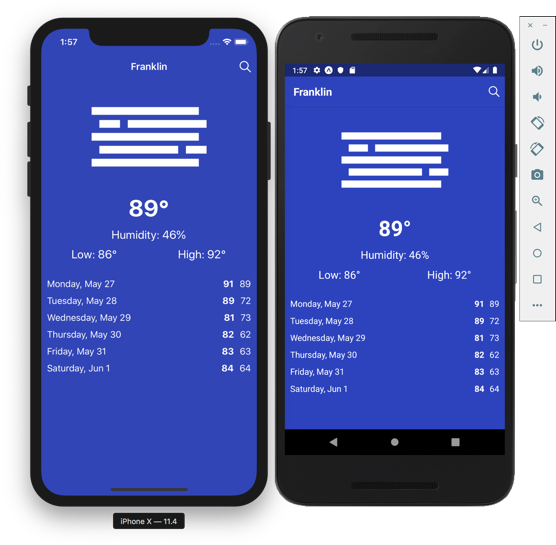 1:57
Franklin
89°
Humidity: 46%
Low: 86° High: 92°
Monday, May 27 91 89
Tuesday, May 28 89 72
Wednesday, May 29 81 73
Thursday, May 30 82 62
Friday, May 31 83 63
Saturday, Jun 1 84 64
iPhone X — 11.4
1:57
Franklin
89°
Humidity: 46%
Low: 86° High: 92°
Monday, May 27 91 89
Tuesday, May 28 89 72
Wednesday, May 29 81 73
Thursday, May 30 82 62
Friday, May 31 83 63
Saturday, Jun 1 84 64